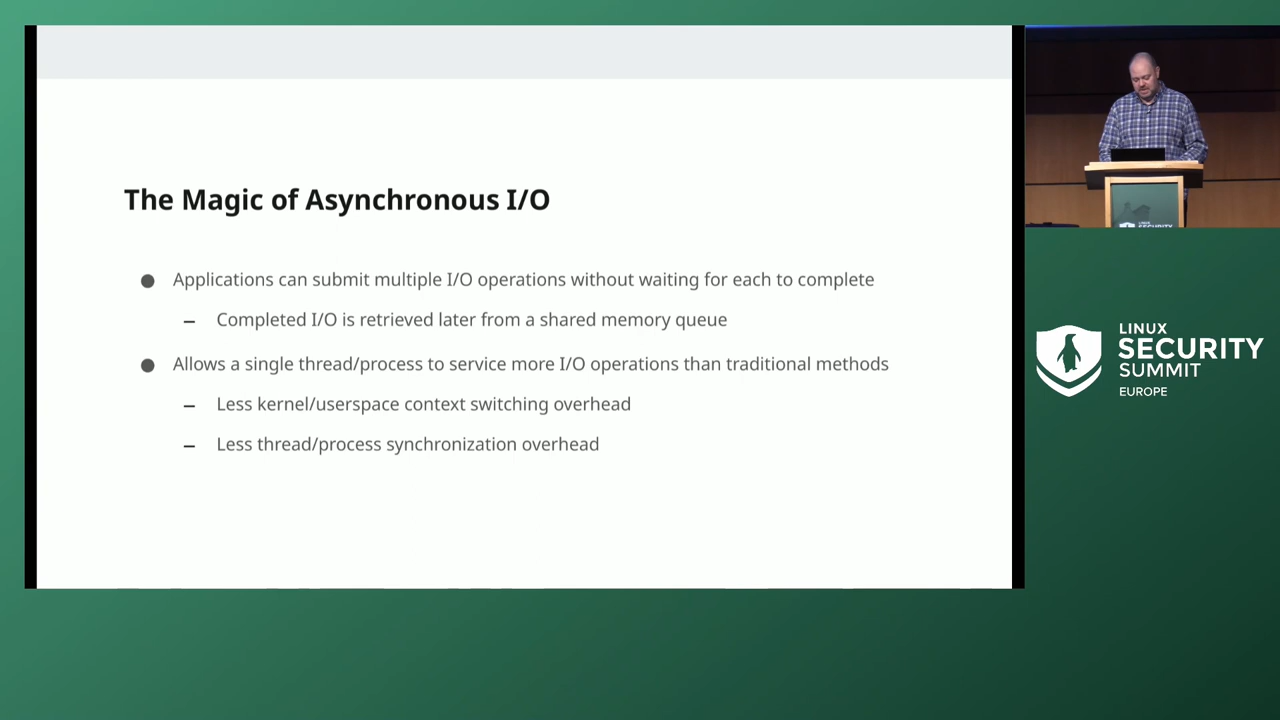 The Magic of Asynchronous I/O
● Applications can submit multiple I/O operations without waiting for each to complete
– Completed I/O is retrieved later from a shared memory queue
● Allows a single thread/process to service more I/O operations than traditional methods
– Less kernel/userspace context switching overhead
– Less thread/process synchronization overhead
LINUX
SECURITY
SUMMIT
EUROPE
LINUX
SECURITY